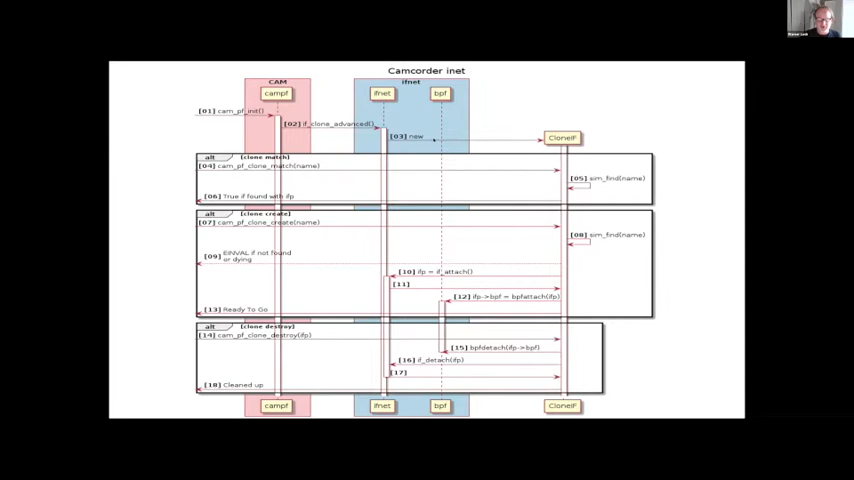 Camcorder inet
CAM
ifnet
campf
ifnet
bpf
[01] cam_pf_init()
[02] if_clone_advanced()
[03] new
CloneIF
alt
[clone match]
[04] cam_pf_clone_match(name)
[05] sim_find(name)
[06] True if found with ifp
alt
[clone create]
[07] cam_pf_clone_create(name)
[08] sim_find(name)
[09] EINVAL if not found
or dying
[10] ifp = if_attach()
[11]
[12] ifp->bpf = bpfattach(ifp)
[13] Ready To Go
alt
[clone destroy]
[14] cam_pf_clone_destroy(ifp)
[15] bpfdetach(ifp->bpf)
[16] if_detach(ifp)
[17]
[18] Cleaned up
campf
ifnet
bpf
CloneIF